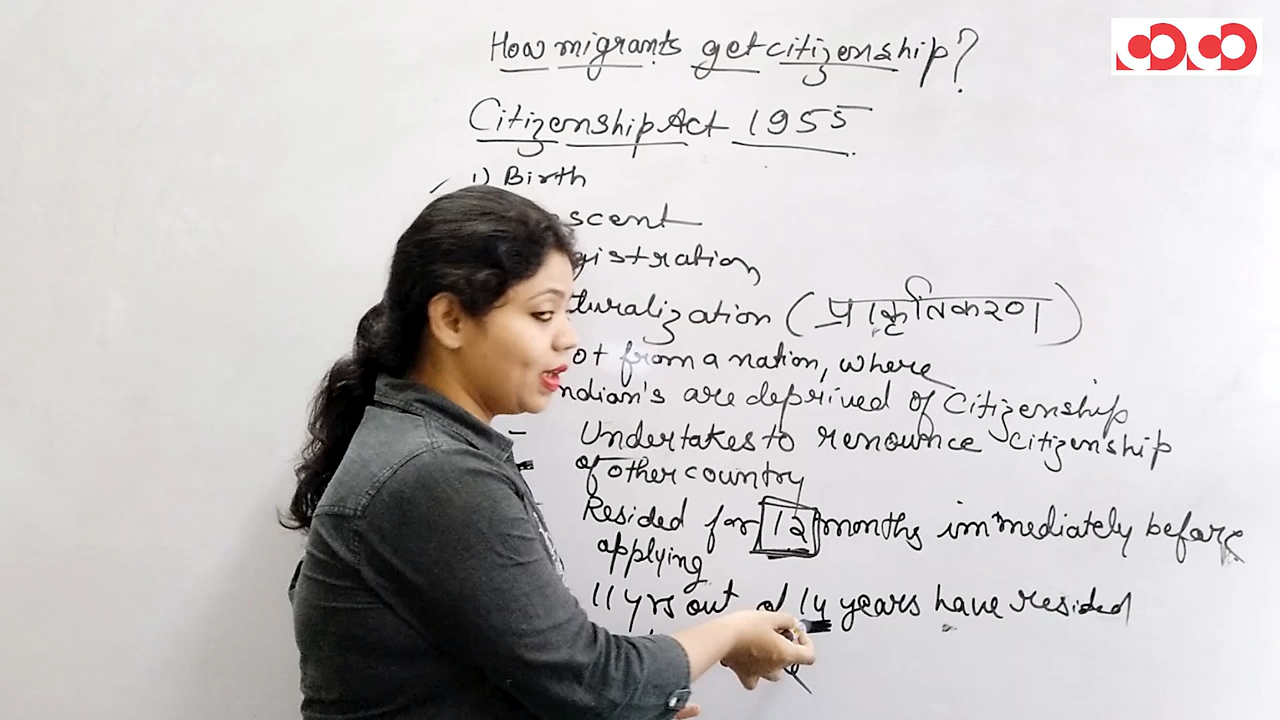 How migrants get citizenship?
Citizenship Act 1955
1) Birth
scent
gistration
turalization (प्राकृतिकरण)
ot from a nation, where
ndian's are deprived of Citizenship
- Undertakes to renounce Citizenship
of other country
Resided for 12 months immediately before
applying
11 yrs out of 14 years have resided